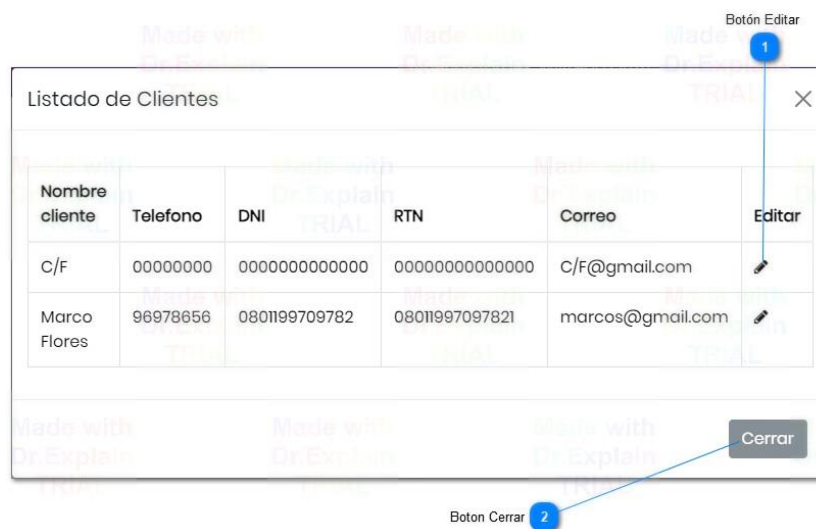 Botón Editar
1
Listado de Clientes
Nombre cliente Telefono DNI RTN Correo Editar
C/F 00000000 0000000000000 00000000000000 C/F@gmail.com
Marco Flores 96978656 0801199709782 08011997097821 marcos@gmail.com
Cerrar
Boton Cerrar 2
Made with
Dr.Explain
TRIAL